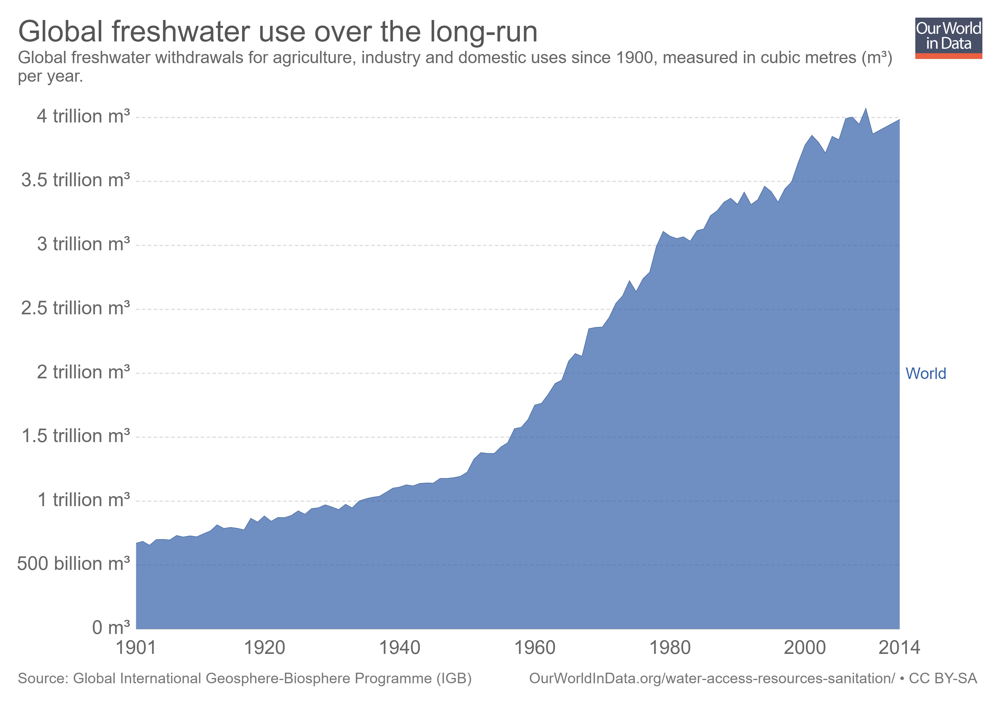 Global freshwater use over the long-run
Our World
in Data
Global freshwater withdrawals for agriculture, industry and domestic uses since 1900, measured in cubic metres (m³)
per year.
4 trillion m³
3.5 trillion m³
3 trillion m³
2.5 trillion m³
2 trillion m³
World
1.5 trillion m³
1 trillion m³
500 billion m³
0 m³
1901 1920 1940 1960 1980 2000 2014
Source: Global International Geosphere-Biosphere Programme (IGB) OurWorldInData.org/water-access-resources-sanitation/ • CC BY-SA